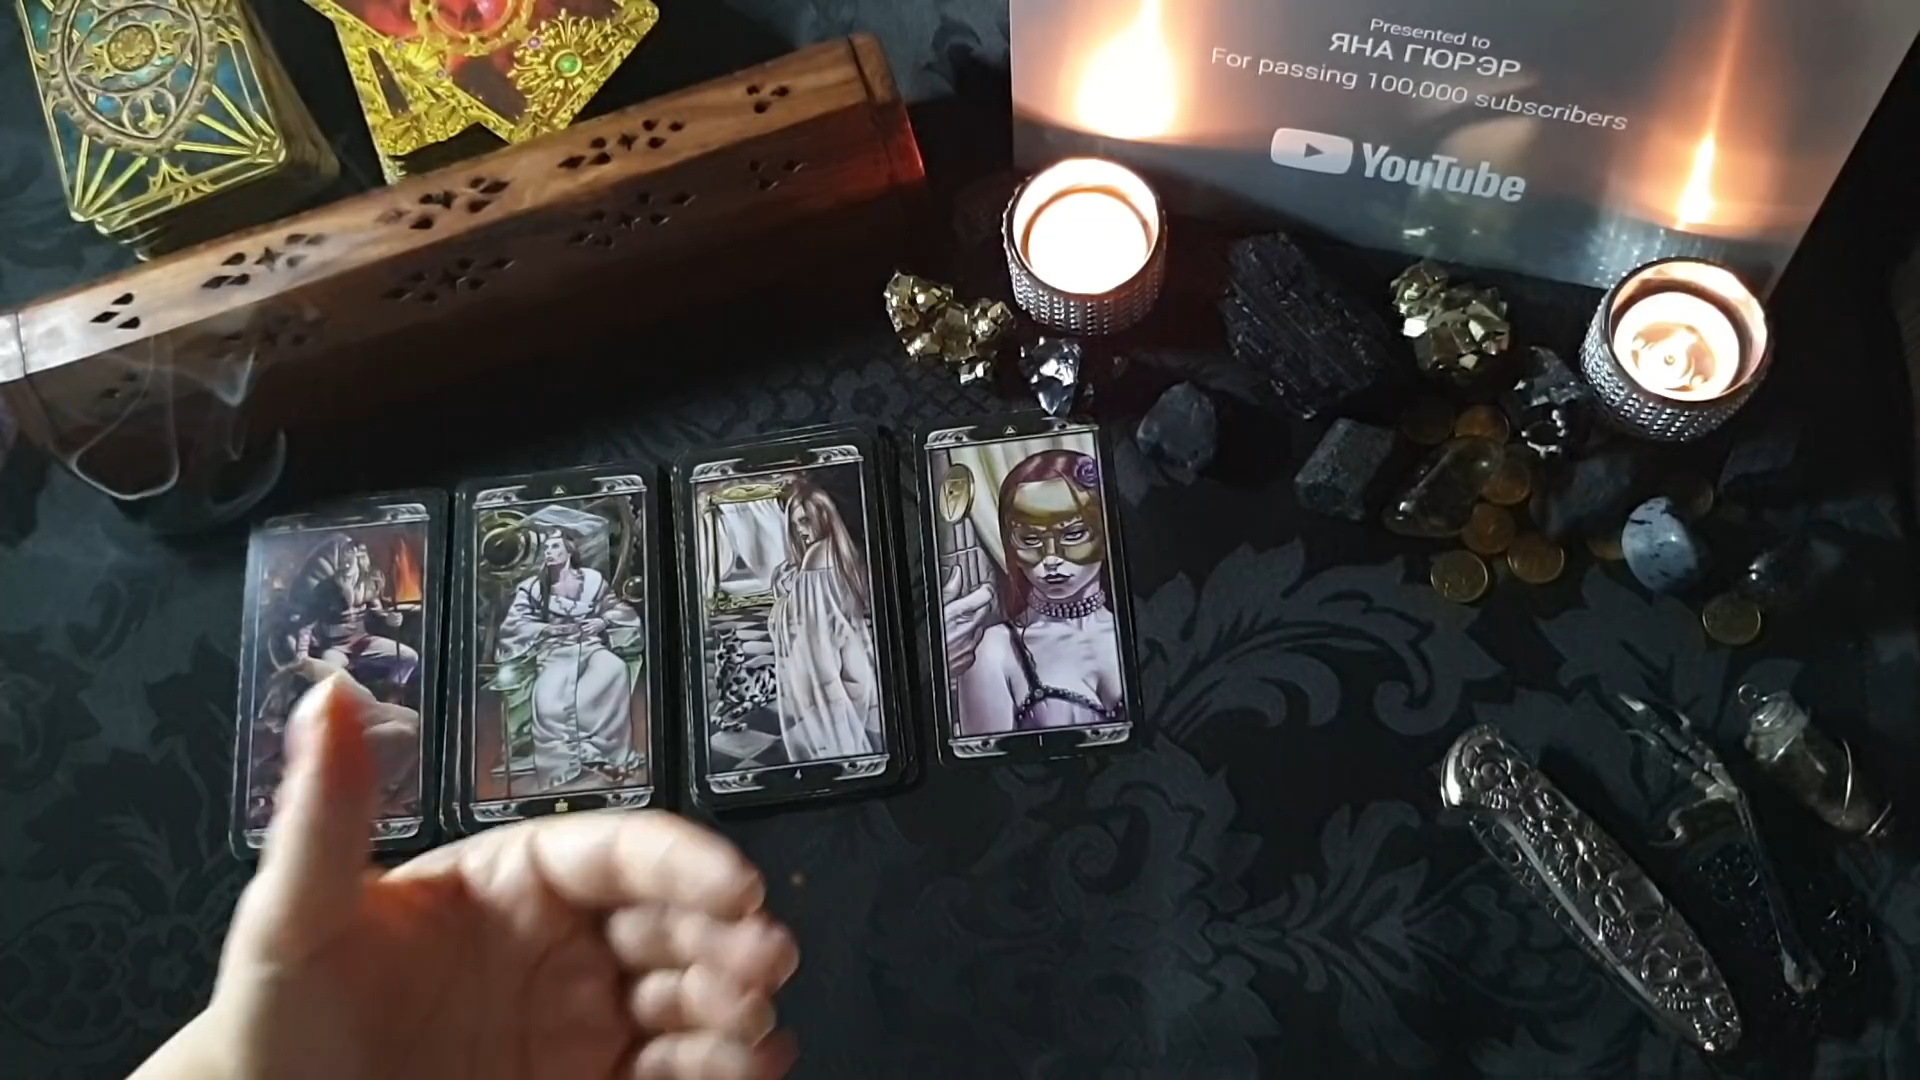 Presented to
ЯНА ГЮРЭР
For passing 100,000 subscribers
YouTube